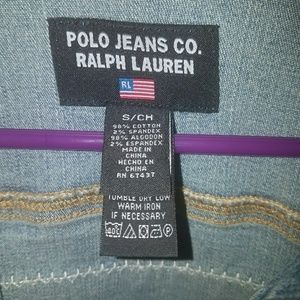 POLO JEANS CO.
RALPH LAUREN
RL
S/CH
98% COTTON
2% SPANDEX
98% ALGODON
2% ESPANDEX
MADE IN
CHINA
HECHO EN
CHINA
RN 67437
TUMBLE DRY LOW
WARM IRON
IF NECESSARY